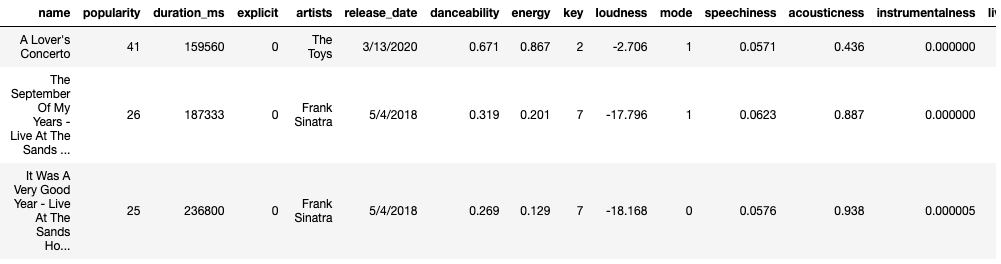 name popularity duration_ms explicit artists release_date danceability energy key loudness mode speechiness acousticness instrumentalness
A Lover's
Concerto 41 159560 0 The
Toys 3/13/2020 0.671 0.867 2 -2.706 1 0.0571 0.436 0.000000
The
September
Of My
Years -
Live At The
Sands ... 26 187333 0 Frank
Sinatra 5/4/2018 0.319 0.201 7 -17.796 1 0.0623 0.887 0.000000
It Was A
Very Good
Year - Live
At The
Sands
Ho... 25 236800 0 Frank
Sinatra 5/4/2018 0.269 0.129 7 -18.168 0 0.0576 0.938 0.000005